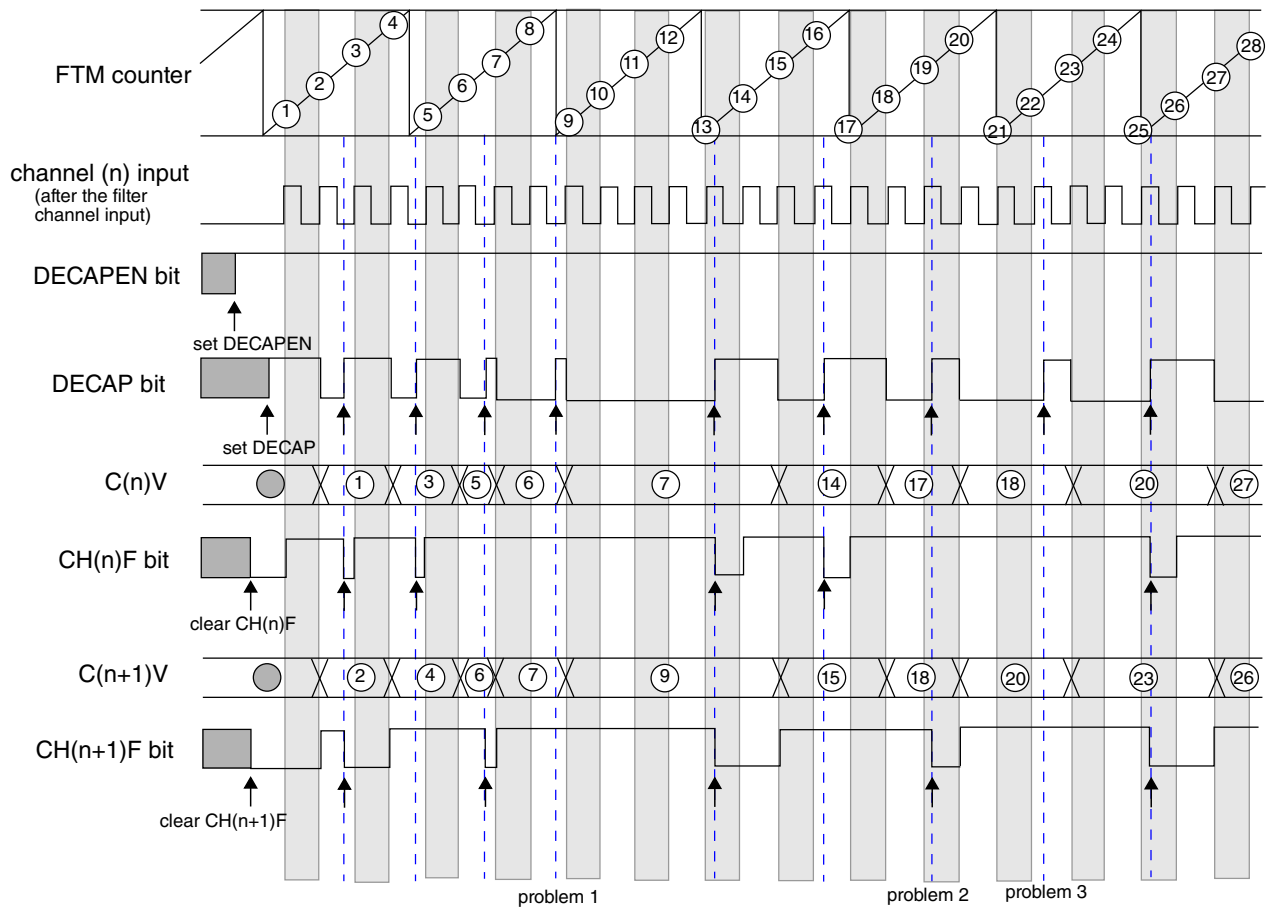 FTM counter
1 2 3 4 5 6 7 8 9 10 11 12 13 14 15 16 17 18 19 20 21 22 23 24 25 26 27 28
channel (n) input
(after the filter
channel input)
DECAPEN bit
set DECAPEN
DECAP bit
set DECAP
C(n)V
1 3 5 6 7 14 17 18 20 27
CH(n)F bit
clear CH(n)F
C(n+1)V
2 4 6 7 9 15 18 20 23 26
CH(n+1)F bit
clear CH(n+1)F
problem 1 problem 2 problem 3